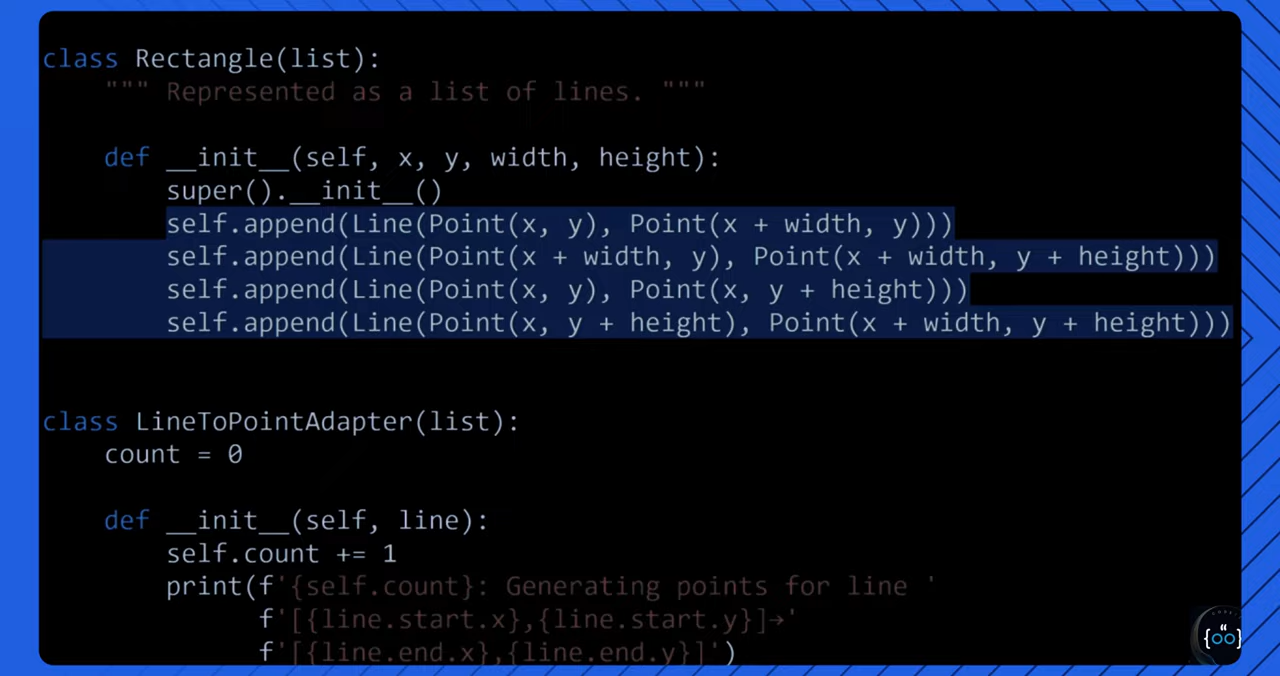 class Rectangle(list):
    """ Represented as a list of lines. """
    def __init__(self, x, y, width, height):
        super().__init__()
        self.append(Line(Point(x, y), Point(x + width, y)))
        self.append(Line(Point(x + width, y), Point(x + width, y + height)))
        self.append(Line(Point(x, y), Point(x, y + height)))
        self.append(Line(Point(x, y + height), Point(x + width, y + height)))
class LineToPointAdapter(list):
    count = 0
    def __init__(self, line):
        self.count += 1
        print(f'{self.count}: Generating points for line '
              f'[{line.start.x},{line.start.y}]→'
              f'[{line.end.x},{line.end.y}]')